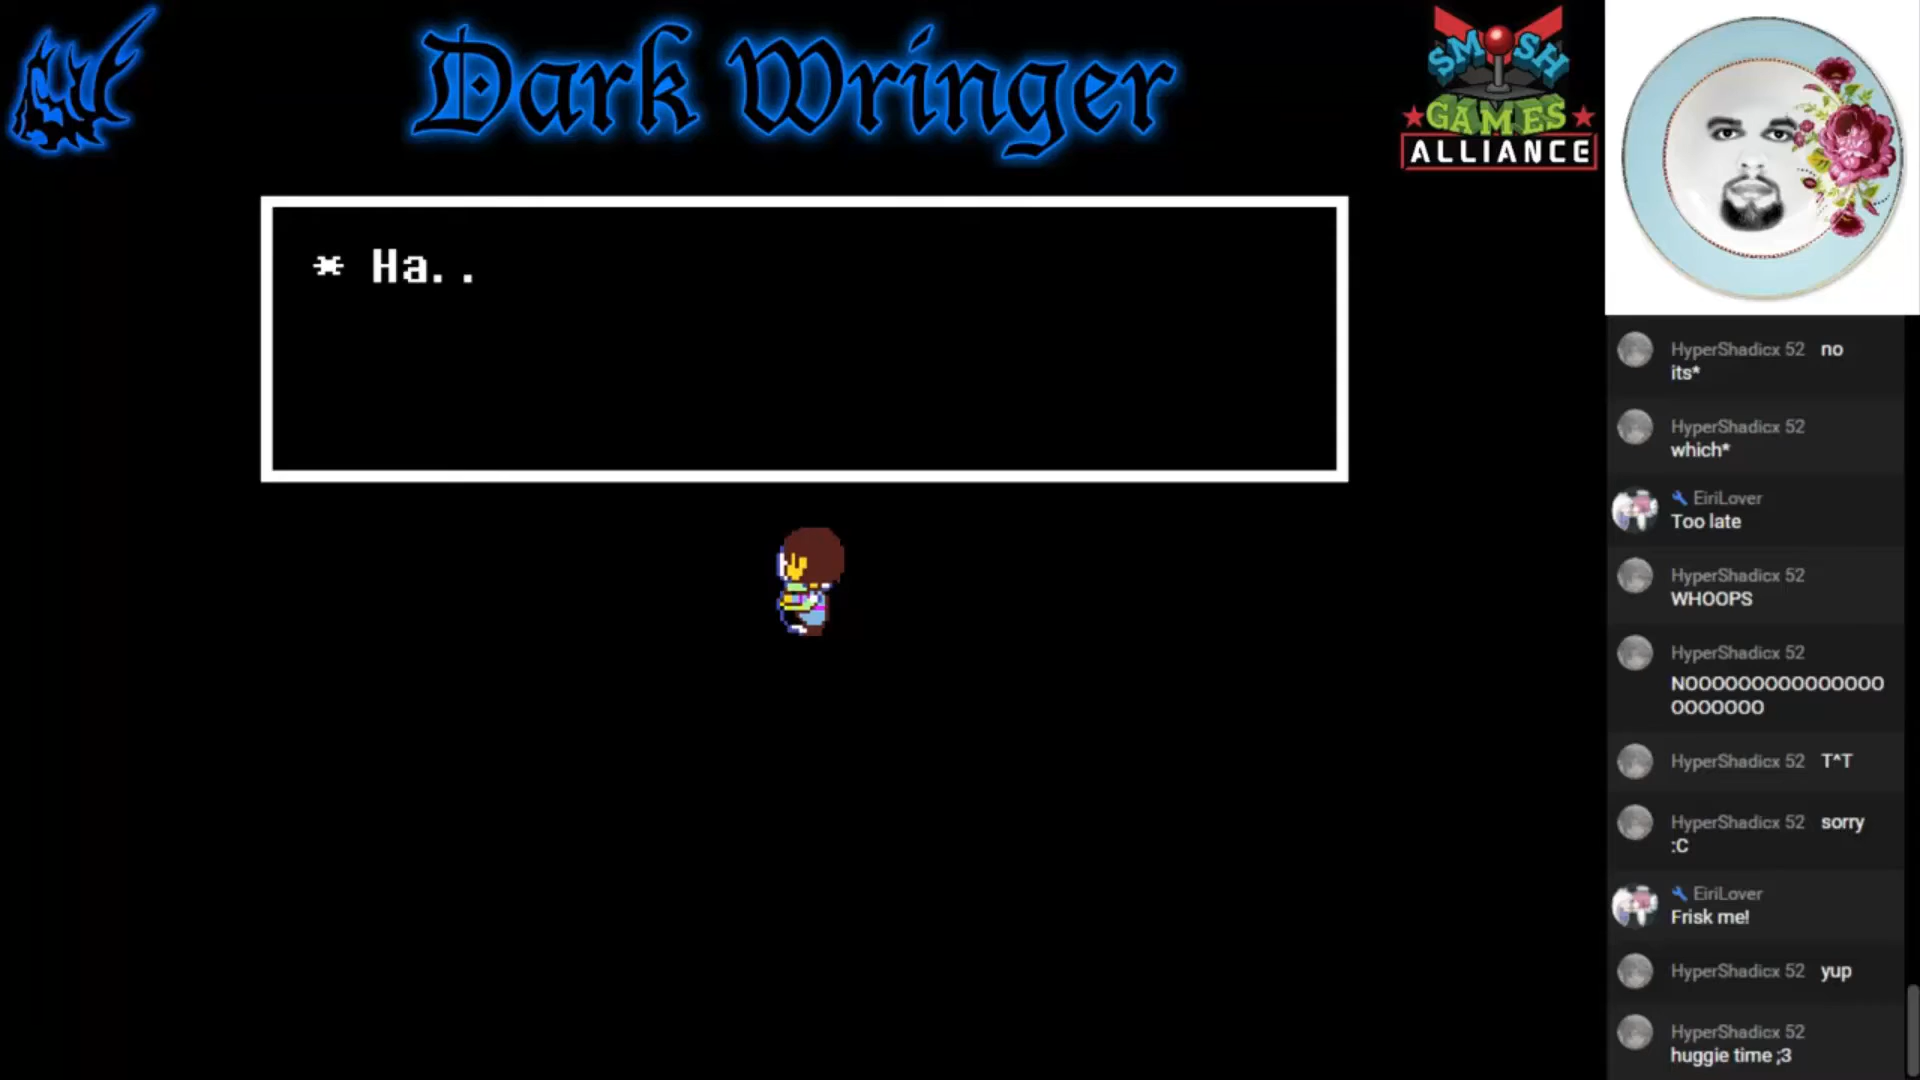 Dark Wringer
SMOSH
GAMES
ALLIANCE
* Ha..
HyperShadicx 52 no
its*
HyperShadicx 52
which*
EiriLover
Too late
HyperShadicx 52
WHOOPS
HyperShadicx 52
NOOOOOOOOOOOOOOO
OOOOOOO
HyperShadicx 52 T^T
HyperShadicx 52 sorry
:C
EiriLover
Frisk me!
HyperShadicx 52 yup
HyperShadicx 52
huggie time ;3